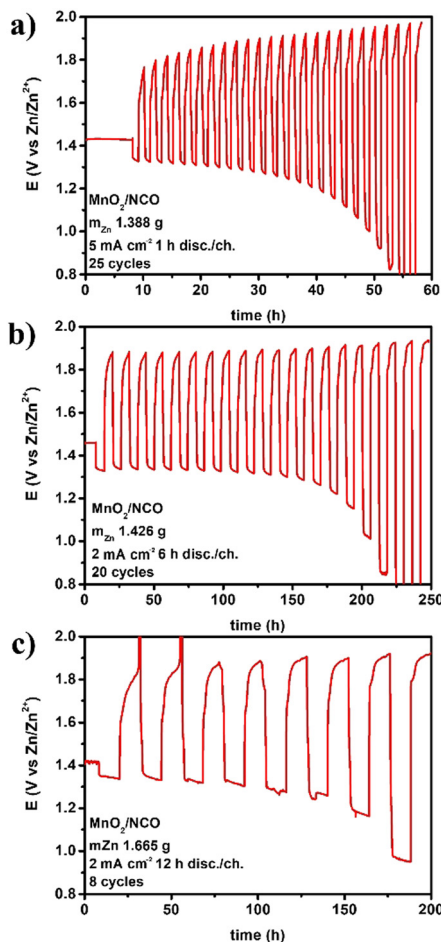 a)
2.0
1.8
1.6
1.4
1.2
1.0
0.8
E (V vs Zn/Zn²⁺)
MnO₂/NCO
m_Zn 1.388 g
5 mA cm⁻² 1 h disc./ch.
25 cycles
0 10 20 30 40 50 60
time (h)
b)
2.0
1.8
1.6
1.4
1.2
1.0
0.8
E (V vs Zn/Zn²⁺)
MnO₂/NCO
m_Zn 1.426 g
2 mA cm⁻² 6 h disc./ch.
20 cycles
0 50 100 150 200 250
time (h)
c)
2.0
1.8
1.6
1.4
1.2
1.0
0.8
E (V vs Zn/Zn²⁺)
MnO₂/NCO
mZn 1.665 g
2 mA cm⁻² 12 h disc./ch.
8 cycles
0 50 100 150 200
time (h)